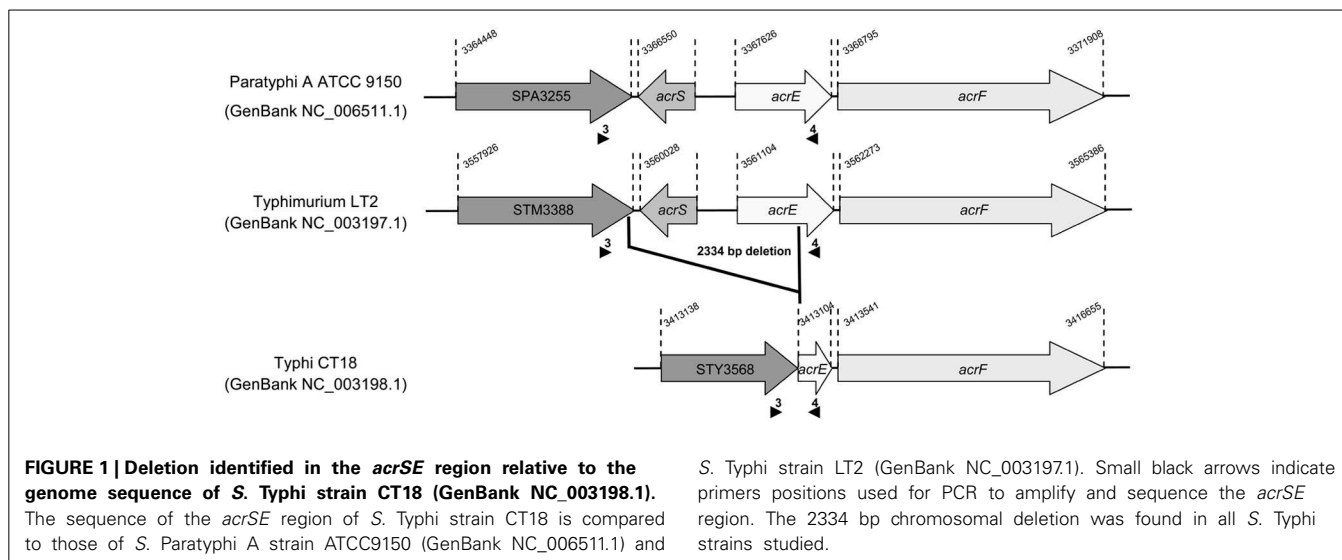 3364448 3366550 3367626 3368795 3371908
Paratyphi A ATCC 9150
(GenBank NC_006511.1)
SPA3255 acrS acrE acrF
3 4
3557926 3560028 3561104 3562273 3565386
Typhimurium LT2
(GenBank NC_003197.1)
STM3388 acrS acrE acrF
3 4
2334 bp deletion
3413138 3413104 3413541 3416655
Typhi CT18
(GenBank NC_003198.1)
STY3568 acrE acrF
3 4
FIGURE 1 | Deletion identified in the acrSE region relative to the
genome sequence of S. Typhi strain CT18 (GenBank NC_003198.1).
The sequence of the acrSE region of S. Typhi strain CT18 is compared
to those of S. Paratyphi A strain ATCC9150 (GenBank NC_006511.1) and
S. Typhi strain LT2 (GenBank NC_003197.1). Small black arrows indicate
primers positions used for PCR to amplify and sequence the acrSE
region. The 2334 bp chromosomal deletion was found in all S. Typhi
strains studied.